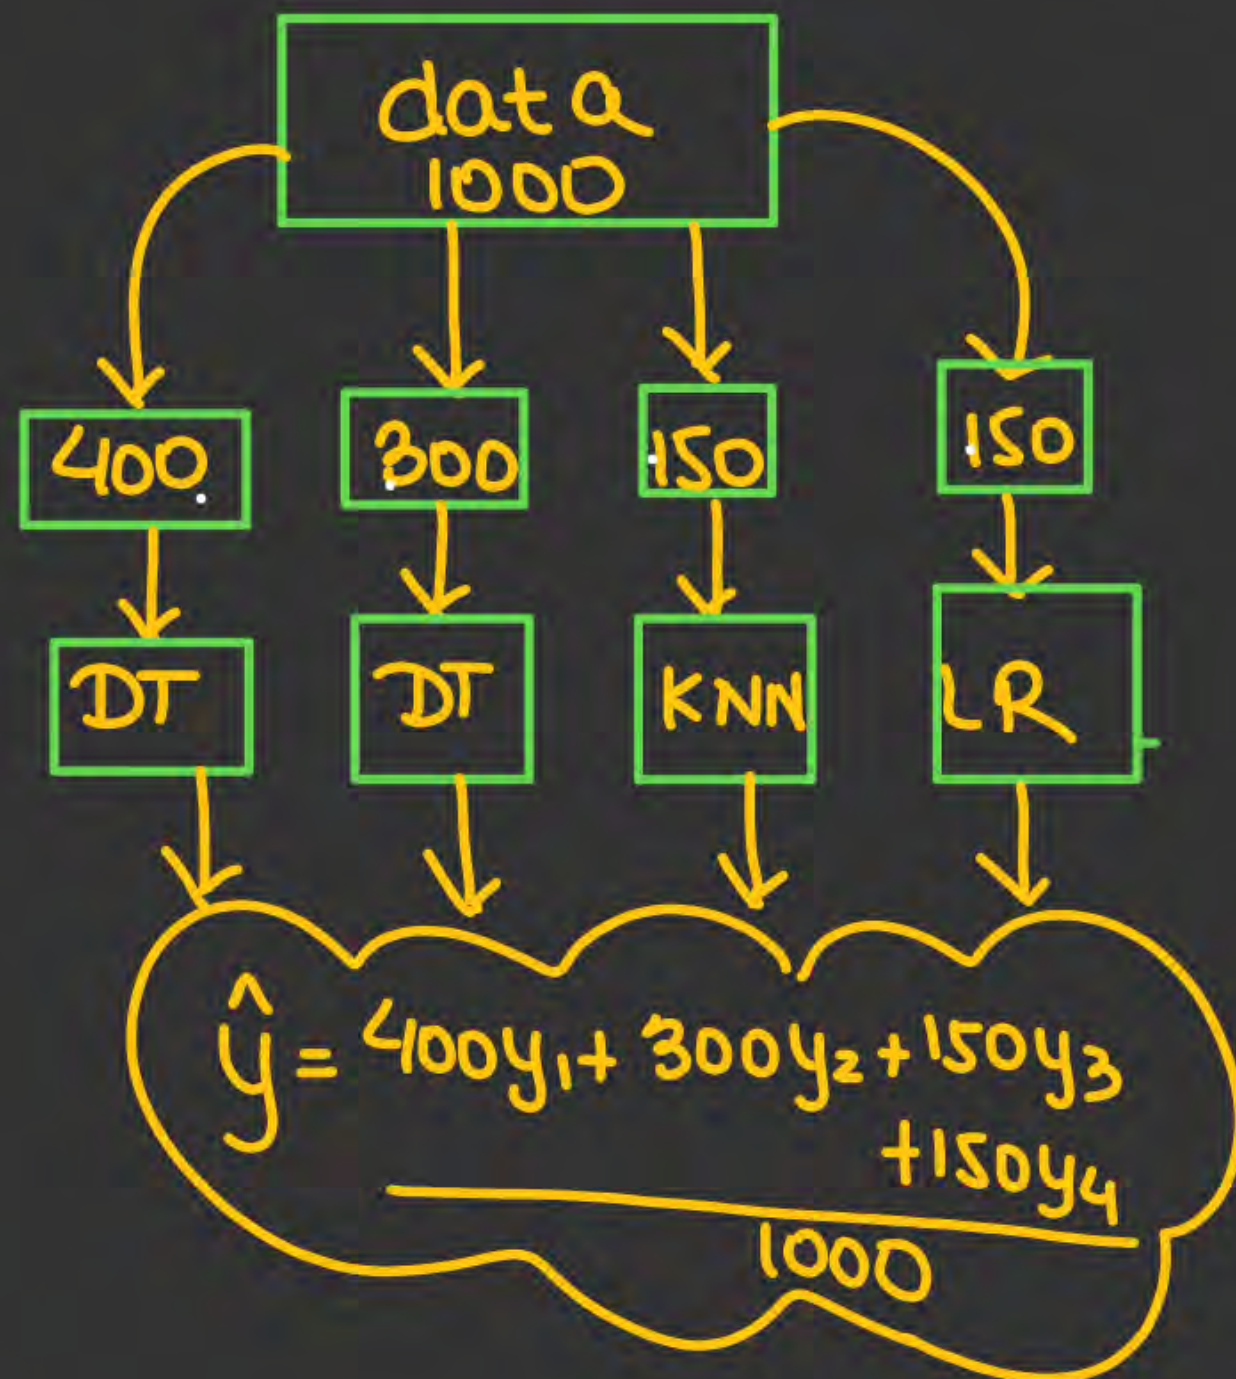 data
1000
400
300
150
150
DT
DT
KNN
LR
ŷ = 400y₁ + 300y₂ + 150y₃
+150y₄
1000